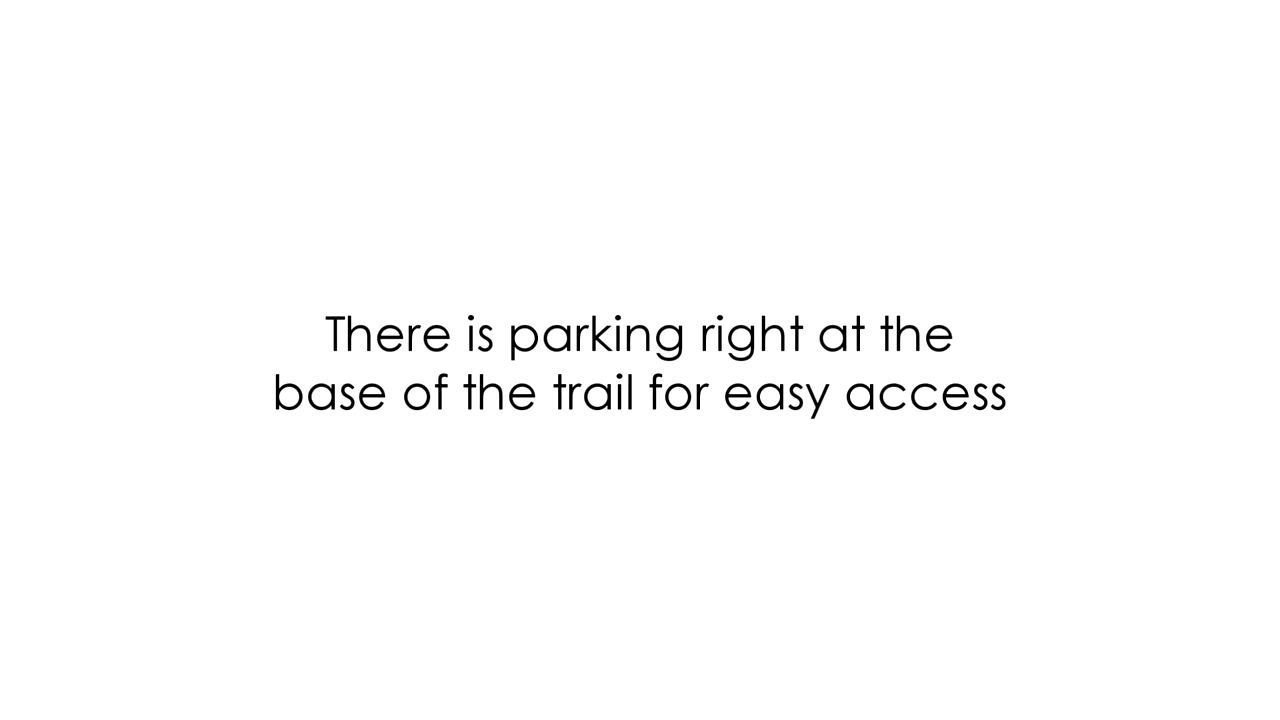 There is parking right at the
base of the trail for easy access